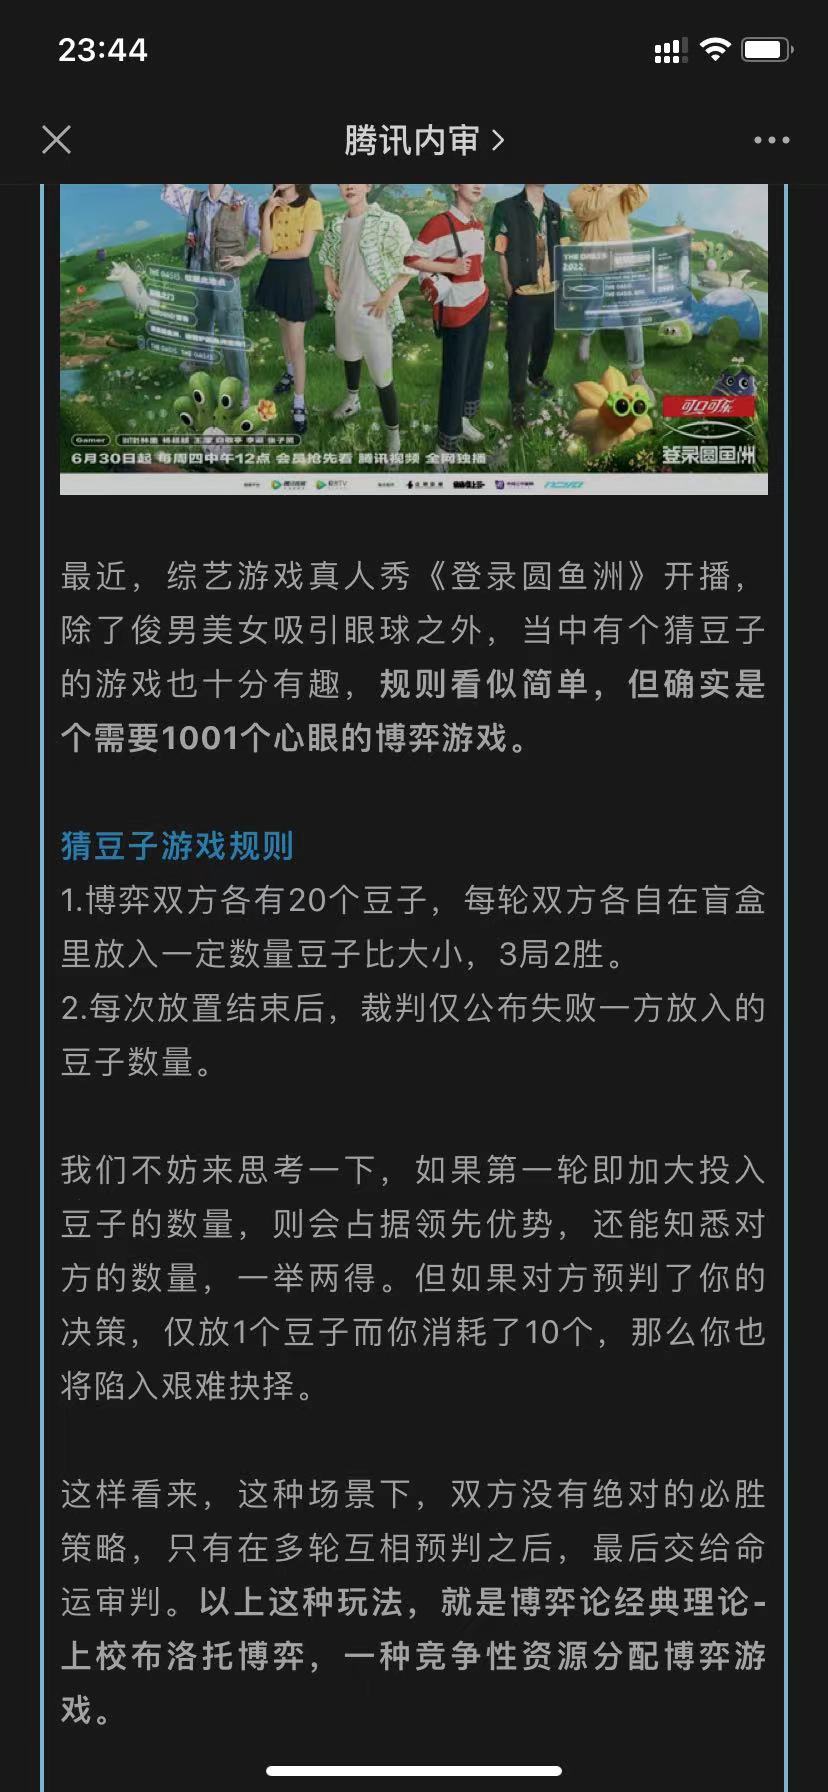 23:44
腾讯内审
THE OASIS
THE OASIS
2022
Gamer
6月30日起 每周四中午12点 会员抢先看 腾讯视频 全网独播
可口可乐
登录圆鱼洲
最近，综艺游戏真人秀《登录圆鱼洲》开播，
除了俊男美女吸引眼球之外，当中有个猜豆子
的游戏也十分有趣，规则看似简单，但确实是
个需要1001个心眼的博弈游戏。
猜豆子游戏规则
1.博弈双方各有20个豆子，每轮双方各自在盲盒
里放入一定数量豆子比大小，3局2胜。
2.每次放置结束后，裁判仅公布失败一方放入的
豆子数量。
我们不妨来思考一下，如果第一轮即加大投入
豆子的数量，则会占据领先优势，还能知悉对
方的数量，一举两得。但如果对方预判了你的
决策，仅放1个豆子而你消耗了10个，那么你也
将陷入艰难抉择。
这样看来，这种场景下，双方没有绝对的必胜
策略，只有在多轮互相预判之后，最后交给命
运审判。以上这种玩法，就是博弈论经典理论-
上校布洛托博弈，一种竞争性资源分配博弈游
戏。